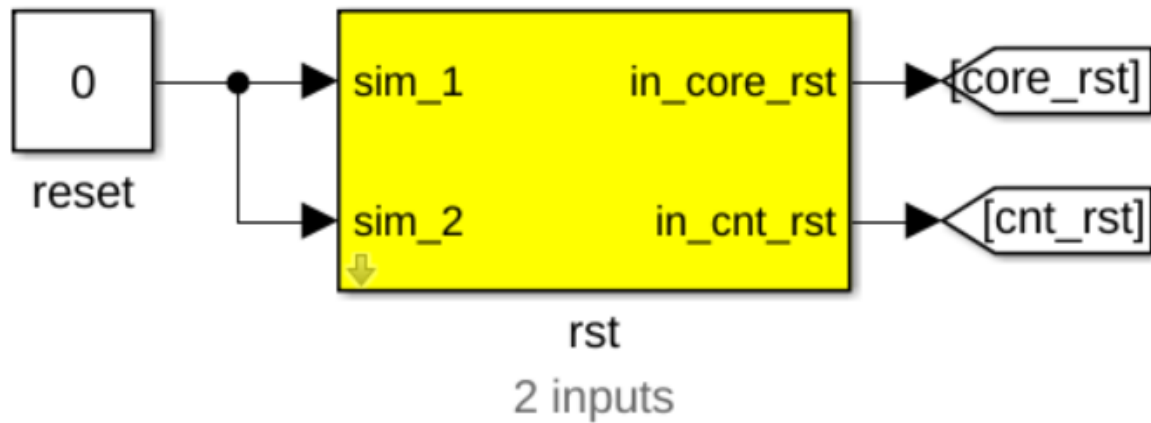 0
reset
sim_1
in_core_rst
[core_rst]
sim_2
in_cnt_rst
[cnt_rst]
rst
2 inputs